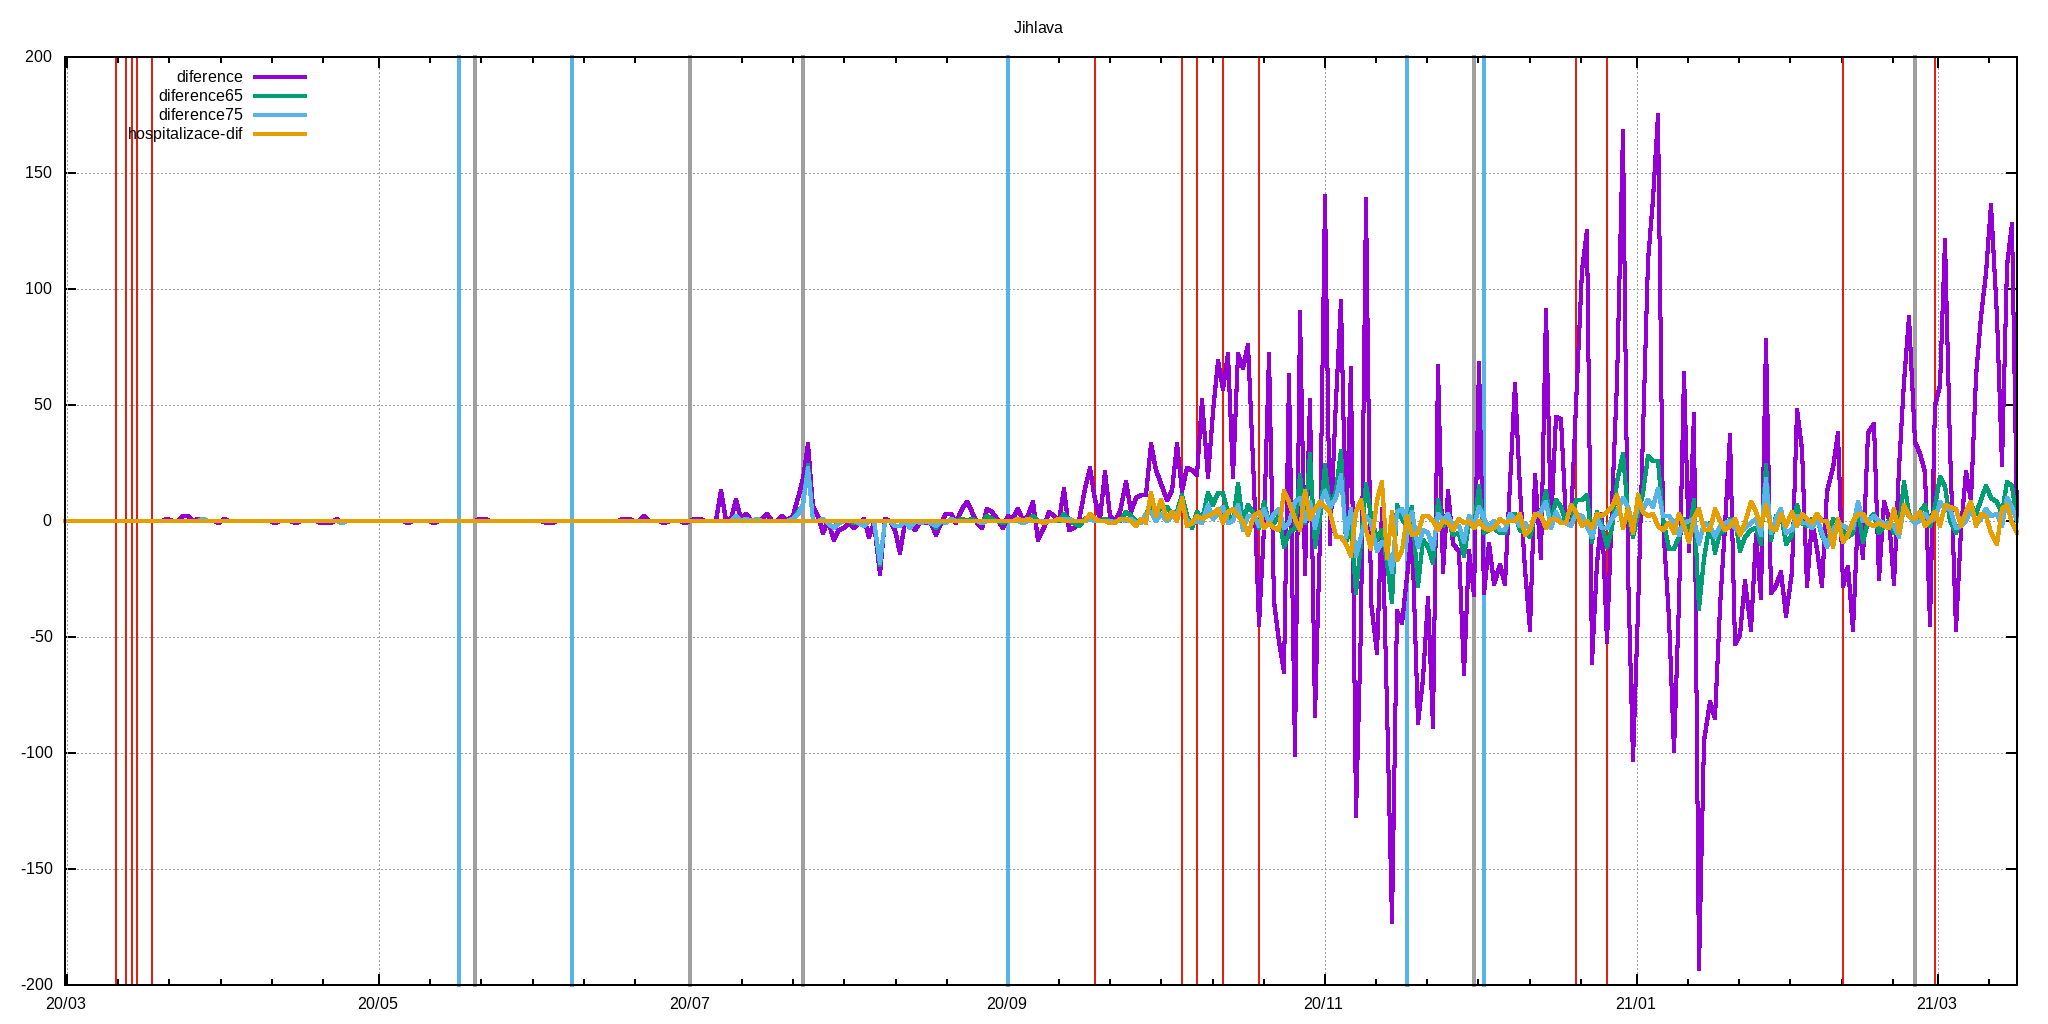 Jihlava
200
diference
diference65
diference75
hospitalizace-dif
150
100
50
0
-50
-100
-150
-200
20/03 20/05 20/07 20/09 20/11 21/01 21/03